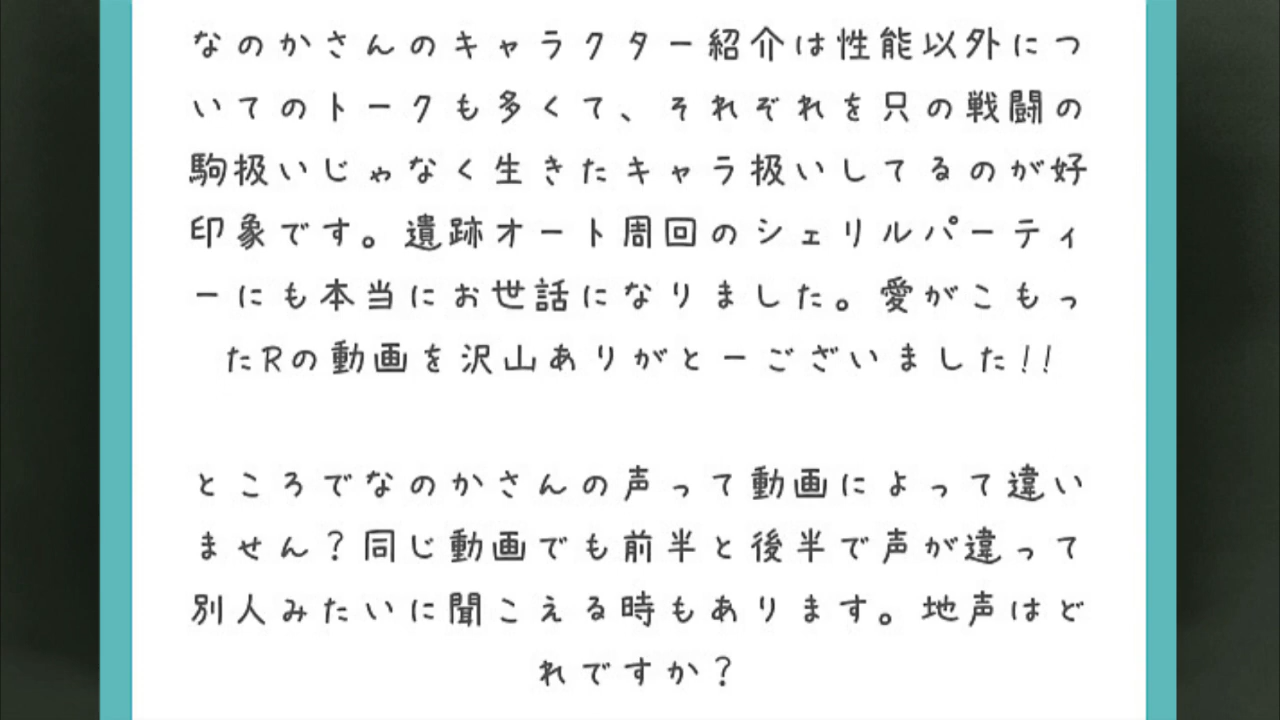 なのかさんのキャラクター紹介は性能以外につ
いてのトークも多くて、それぞれを只の戦闘の
駒扱いじゃなく生きたキャラ扱いしてるのが好
印象です。遺跡オート周回のシェリルパーティ
ーにも本当にお世話になりました。愛がこもっ
たRの動画を沢山ありがとーございました!!
ところでなのかさんの声って動画によって違い
ません?同じ動画でも前半と後半で声が違って
別人みたいに聞こえる時もあります。地声はど
れですか?